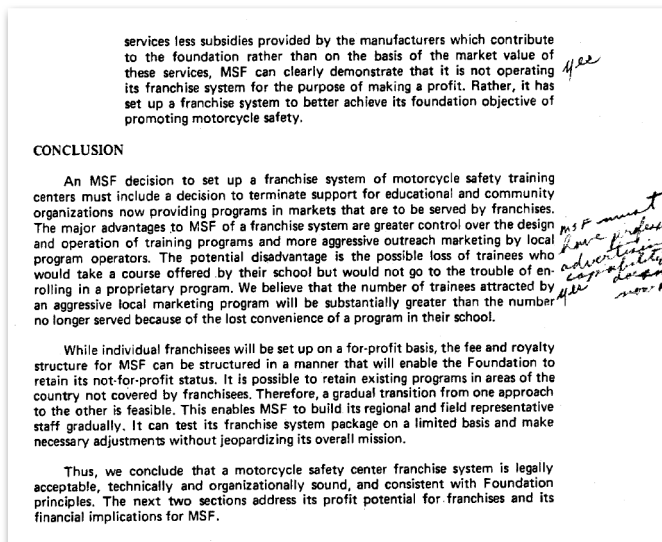 services less subsidies provided by the manufacturers which contribute
to the foundation rather than on the basis of the market value of
these services, MSF can clearly demonstrate that it is not operating
its franchise system for the purpose of making a profit. Rather, it has
set up a franchise system to better achieve its foundation objective of
promoting motorcycle safety.
yes
CONCLUSION
An MSF decision to set up a franchise system of motorcycle safety training
centers must include a decision to terminate support for educational and community
organizations now providing programs in markets that are to be served by franchises.
The major advantages to MSF of a franchise system are greater control over the design
and operation of training programs and more aggressive outreach marketing by local
program operators. The potential disadvantage is the possible loss of trainees who
would take a course offered by their school but would not go to the trouble of en-
rolling in a proprietary program. We believe that the number of trainees attracted by
an aggressive local marketing program will be substantially greater than the number
no longer served because of the lost convenience of a program in their school.
MSF must
have
advertising
capability
yes
While individual franchisees will be set up on a for-profit basis, the fee and royalty
structure for MSF can be structured in a manner that will enable the Foundation to
retain its not-for-profit status. It is possible to retain existing programs in areas of the
country not covered by franchisees. Therefore, a gradual transition from one approach
to the other is feasible. This enables MSF to build its regional and field representative
staff gradually. It can test its franchise system package on a limited basis and make
necessary adjustments without jeopardizing its overall mission.
Thus, we conclude that a motorcycle safety center franchise system is legally
acceptable, technically and organizationally sound, and consistent with Foundation
principles. The next two sections address its profit potential for franchises and its
financial implications for MSF.